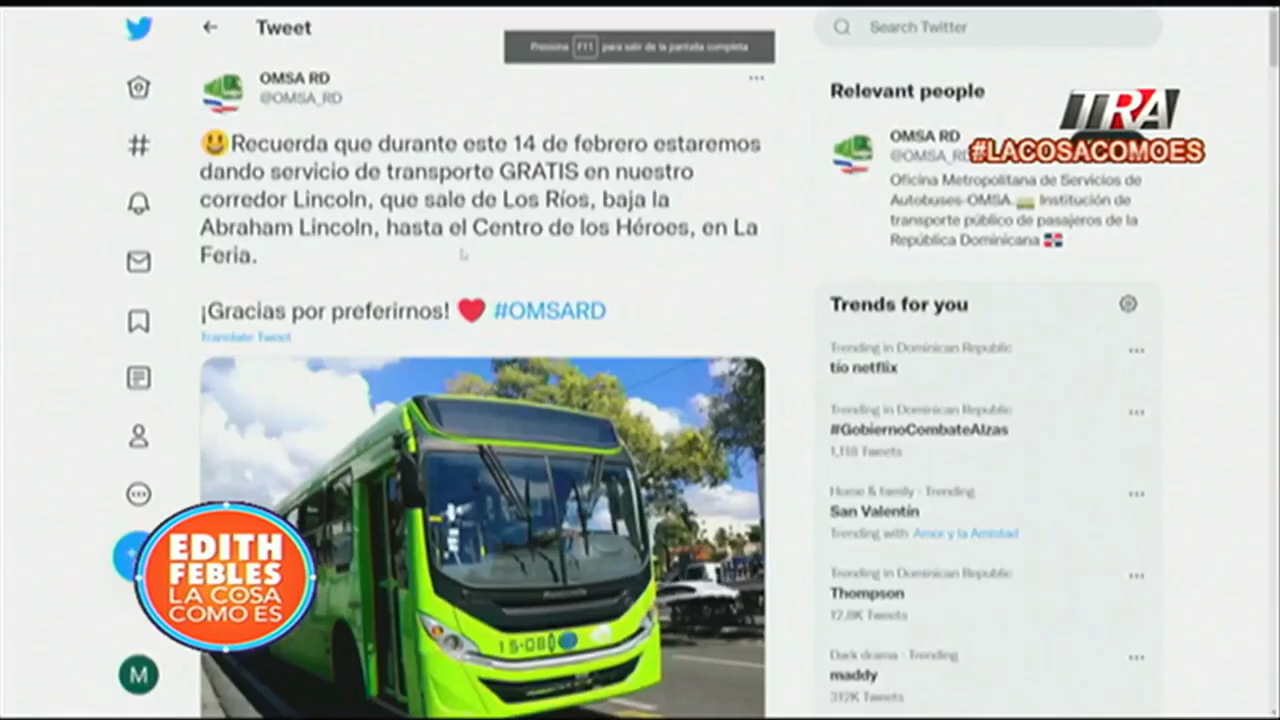 Tweet
Presiona F11 para salir de la pantalla completa
OMSA RD
@OMSA_RD
😃Recuerda que durante este 14 de febrero estaremos
dando servicio de transporte GRATIS en nuestro
corredor Lincoln, que sale de Los Ríos, baja la
Abraham Lincoln, hasta el Centro de los Héroes, en La
Feria.
¡Gracias por preferirnos! ❤️ #OMSARD
Translate Tweet
15-080
EDITH
FEBLES
LA COSA
COMO ES
M
Search Twitter
Relevant people
TRA
#LACOSACOMOES
OMSA RD
@OMSA_RD
Oficina Metropolitana de Servicios de
Autobuses-OMSA. Institución de
transporte público de pasajeros de la
República Dominicana 🇩🇴
Trends for you
Trending in Dominican Republic
tío netflix
Trending in Dominican Republic
#GobiernoCombateAlzas
1,118 Tweets
Home & family · Trending
San Valentín
Trending with Amor y la Amistad
Trending in Dominican Republic
Thompson
12.8K Tweets
Dark drama · Trending
maddy
312K Tweets